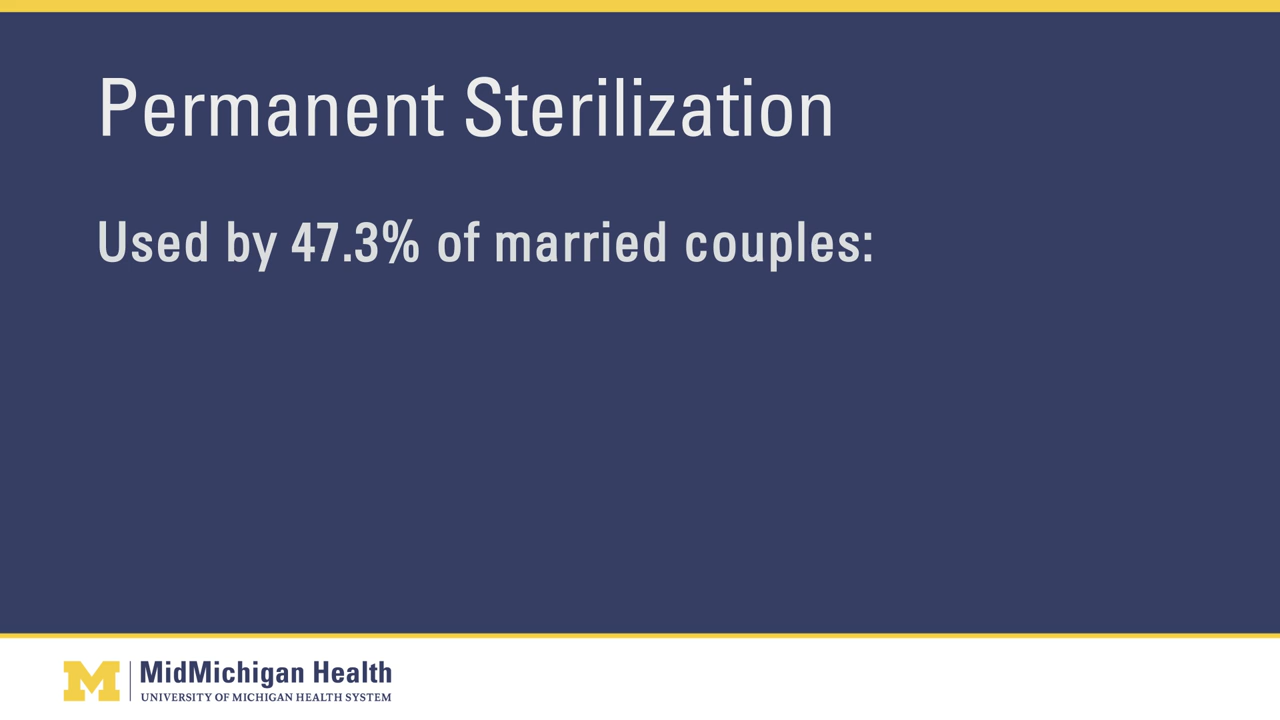 Permanent Sterilization
Used by 47.3% of married couples:
M
MidMichigan Health
UNIVERSITY OF MICHIGAN HEALTH SYSTEM